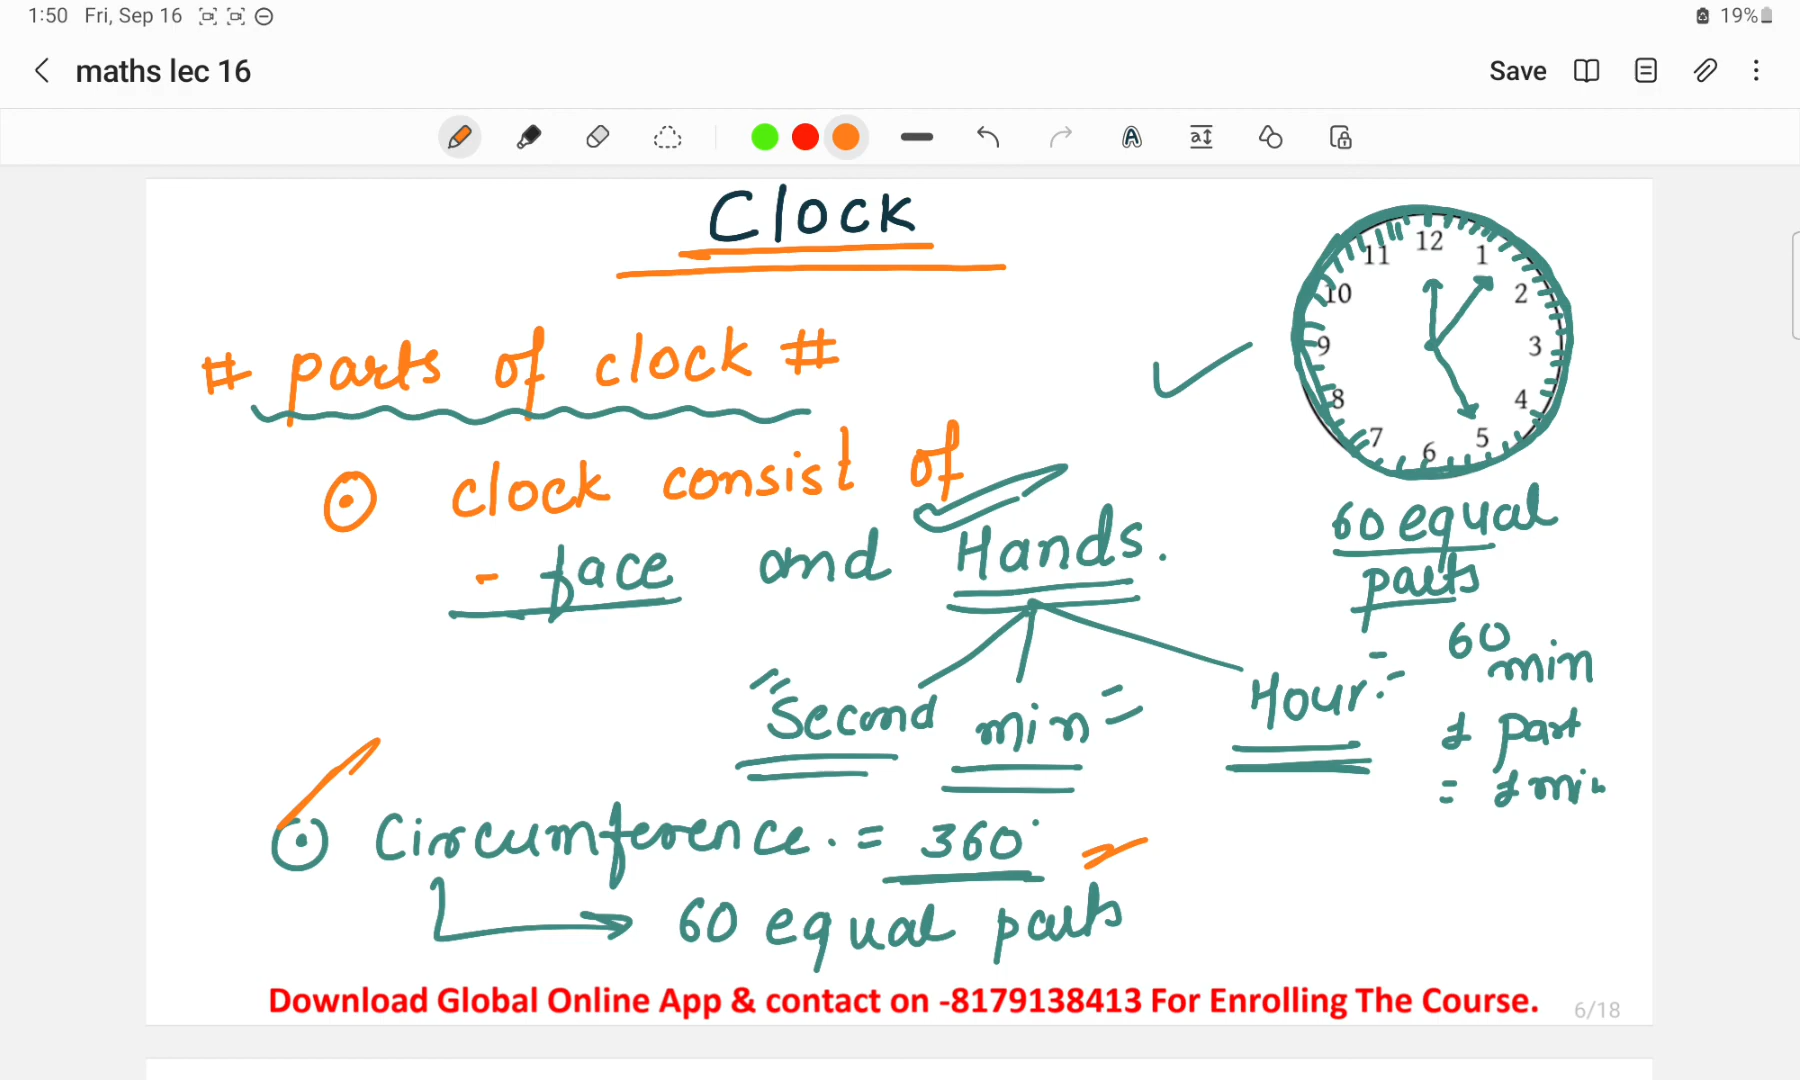 1:50 Fri, Sep 16
19%
maths lec 16
Save
Clock
# parts of clock #
clock consist of
- face and Hands.
Second min Hour
Circumference. = 360°
60 equal parts
12
11 1
10 2
9 3
8 4
7 5
6
60 equal
parts
= 60
min
1 part
= 1 min
Download Global Online App & contact on -8179138413 For Enrolling The Course.
6/18